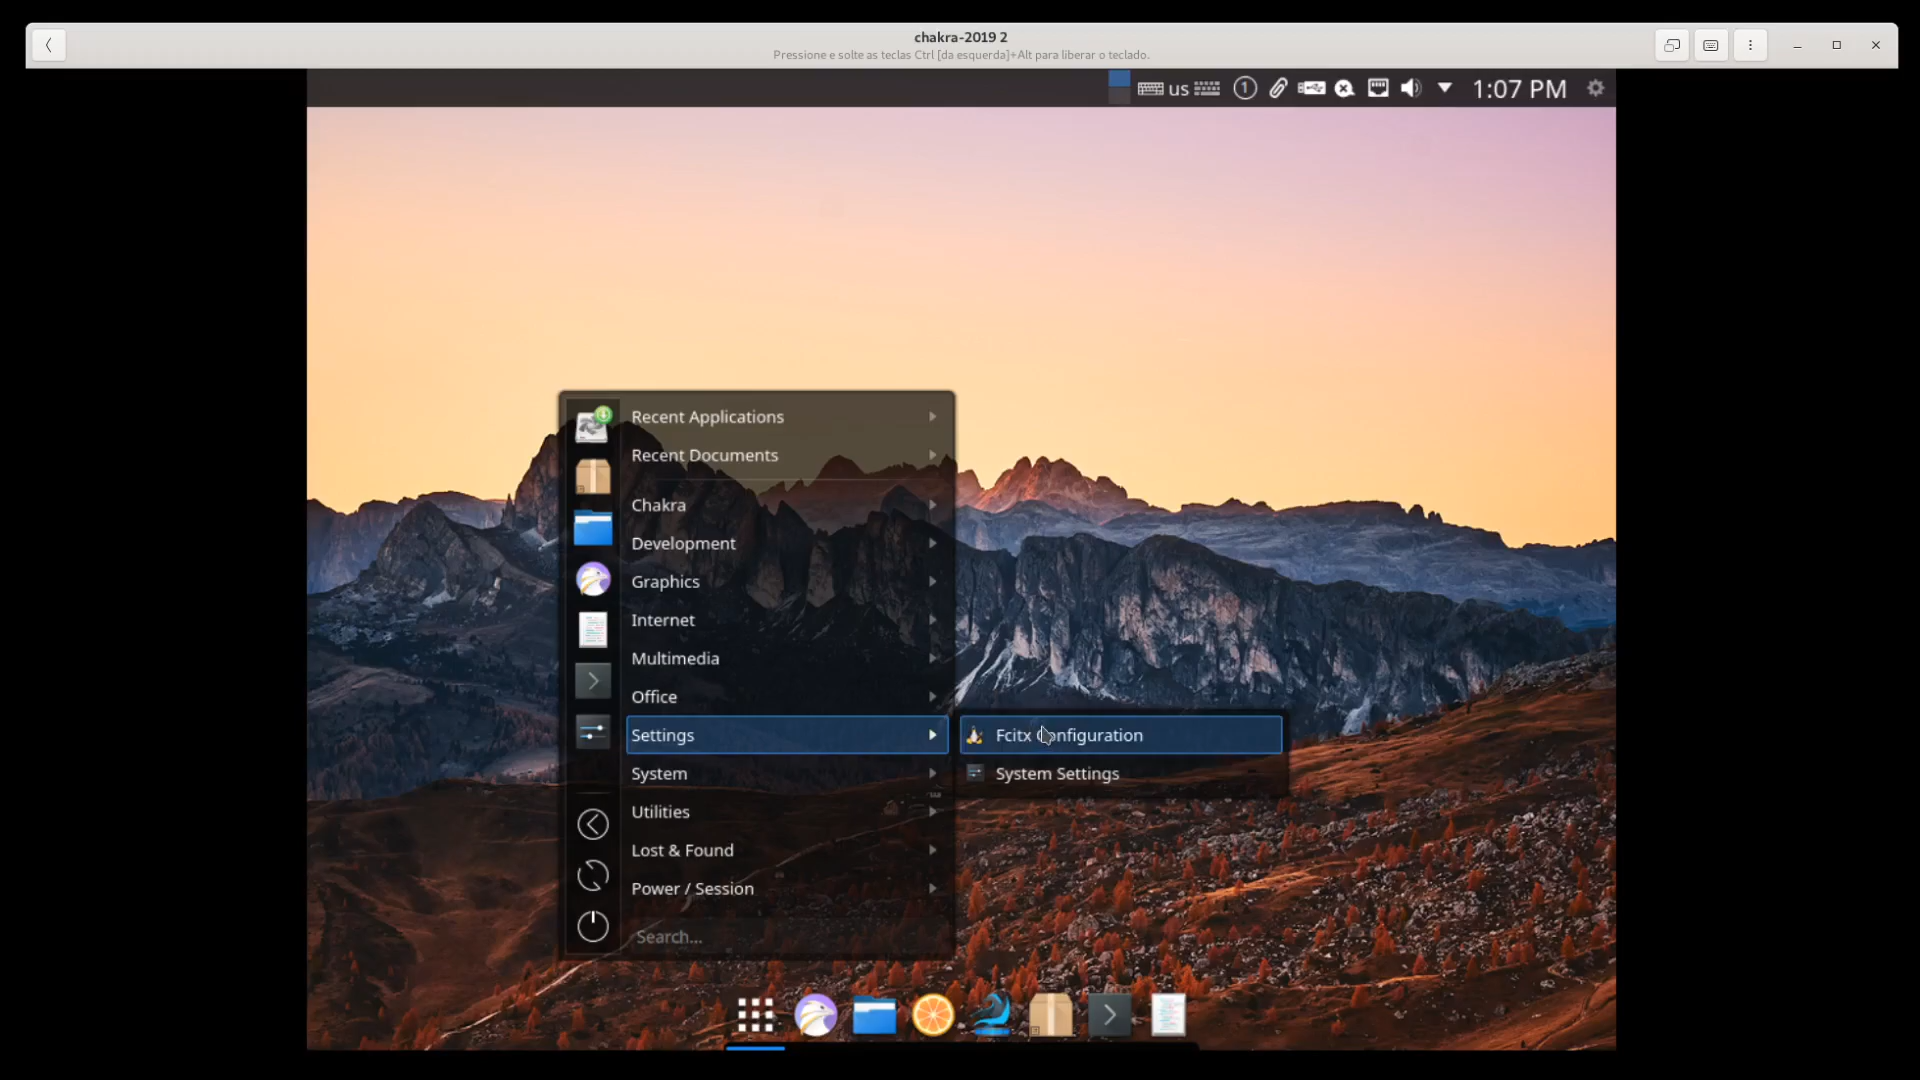 chakra-2019 2
Pressione e solte as teclas Ctrl [da esquerda]+Alt para liberar o teclado.
us
1
1:07 PM
Recent Applications
Recent Documents
Chakra
Development
Graphics
Internet
Multimedia
Office
Settings
Fcitx Configuration
System Settings
System
Utilities
Lost & Found
Power / Session
Search...